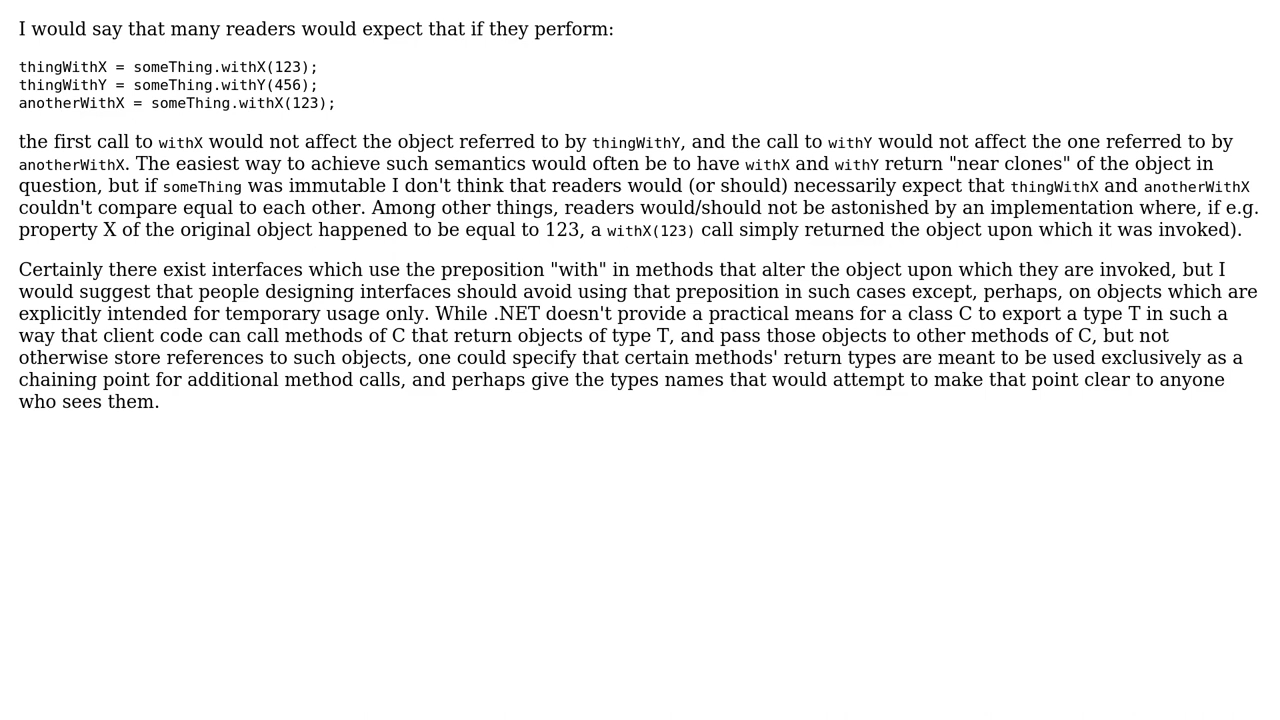 I would say that many readers would expect that if they perform:
thingWithX = someThing.withX(123);
thingWithY = someThing.withY(456);
anotherWithX = someThing.withX(123);
the first call to withX would not affect the object referred to by thingWithY, and the call to withY would not affect the one referred to by
anotherWithX. The easiest way to achieve such semantics would often be to have withX and withY return "near clones" of the object in
question, but if someThing was immutable I don't think that readers would (or should) necessarily expect that thingWithX and anotherWithX
couldn't compare equal to each other. Among other things, readers would/should not be astonished by an implementation where, if e.g.
property X of the original object happened to be equal to 123, a withX(123) call simply returned the object upon which it was invoked).
Certainly there exist interfaces which use the preposition "with" in methods that alter the object upon which they are invoked, but I
would suggest that people designing interfaces should avoid using that preposition in such cases except, perhaps, on objects which are
explicitly intended for temporary usage only. While .NET doesn't provide a practical means for a class C to export a type T in such a
way that client code can call methods of C that return objects of type T, and pass those objects to other methods of C, but not
otherwise store references to such objects, one could specify that certain methods' return types are meant to be used exclusively as a
chaining point for additional method calls, and perhaps give the types names that would attempt to make that point clear to anyone
who sees them.